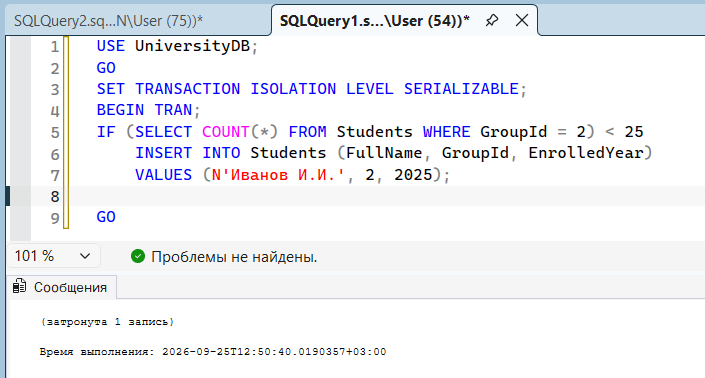 SQLQuery2.sq...N\User (75))*
SQLQuery1.s...\User (54))*
1 USE UniversityDB;
2 GO
3 SET TRANSACTION ISOLATION LEVEL SERIALIZABLE;
4 BEGIN TRAN;
5 IF (SELECT COUNT(*) FROM Students WHERE GroupId = 2) < 25
6 INSERT INTO Students (FullName, GroupId, EnrolledYear)
7 VALUES (N'Иванов И.И.', 2, 2025);
8
9 GO
101 %
Проблемы не найдены.
Сообщения
(затронута 1 запись)
Время выполнения: 2026-09-25T12:50:40.0190357+03:00